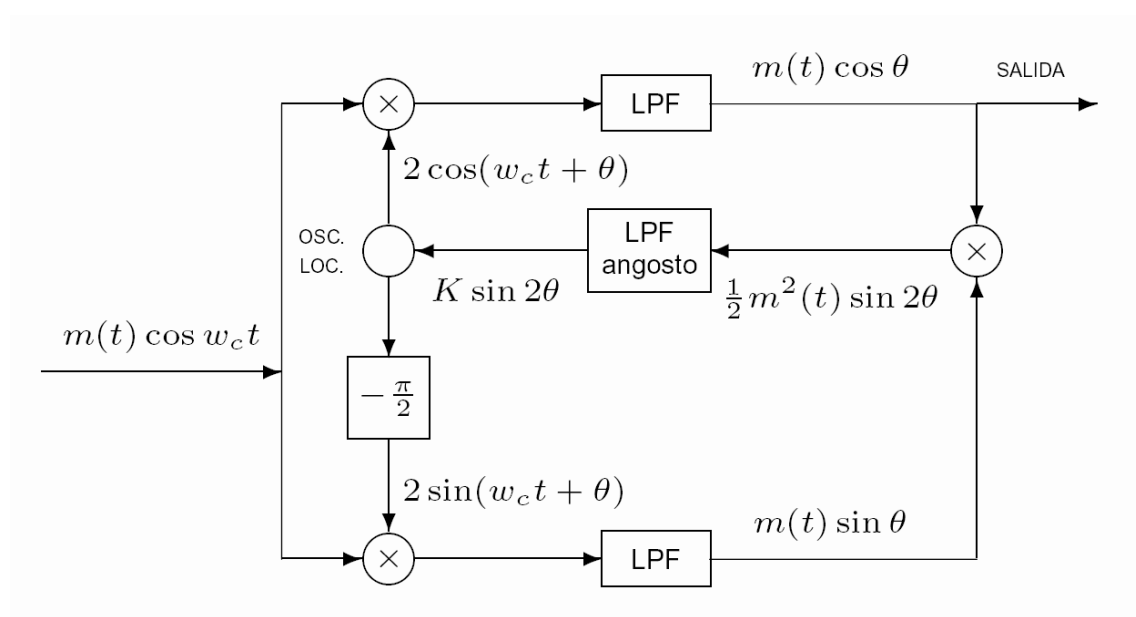 m(t) cos θ
SALIDA
×
LPF
2 cos(w_c t + θ)
OSC.
LOC.
LPF
angosto
×
K sin 2θ
½ m²(t) sin 2θ
m(t) cos w_c t
− π/2
2 sin(w_c t + θ)
m(t) sin θ
×
LPF